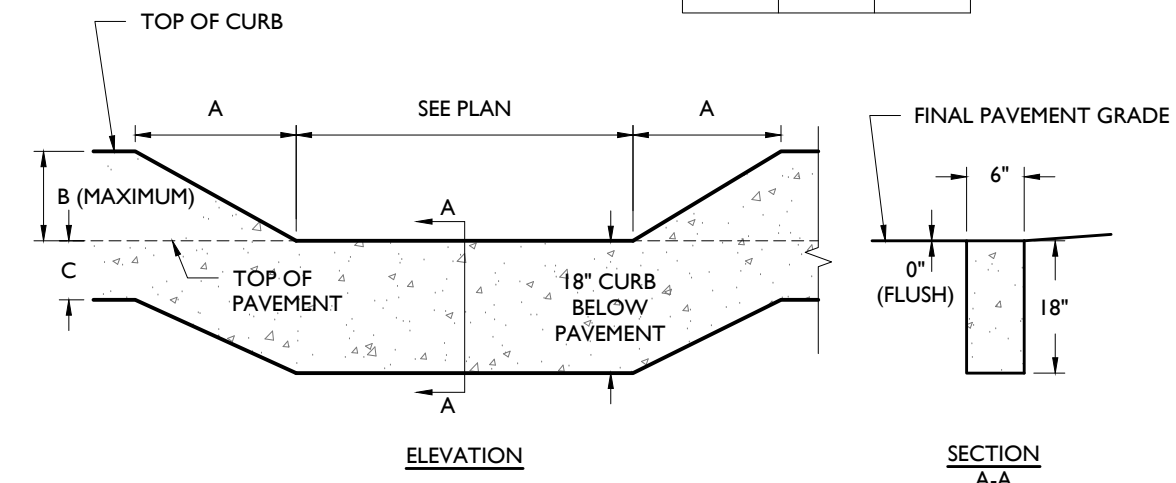 TOP OF CURB
A
SEE PLAN
A
FINAL PAVEMENT GRADE
6"
B (MAXIMUM)
A
C
TOP OF
PAVEMENT
18" CURB
BELOW
PAVEMENT
0"
(FLUSH)
18"
A
ELEVATION
SECTION
A-A